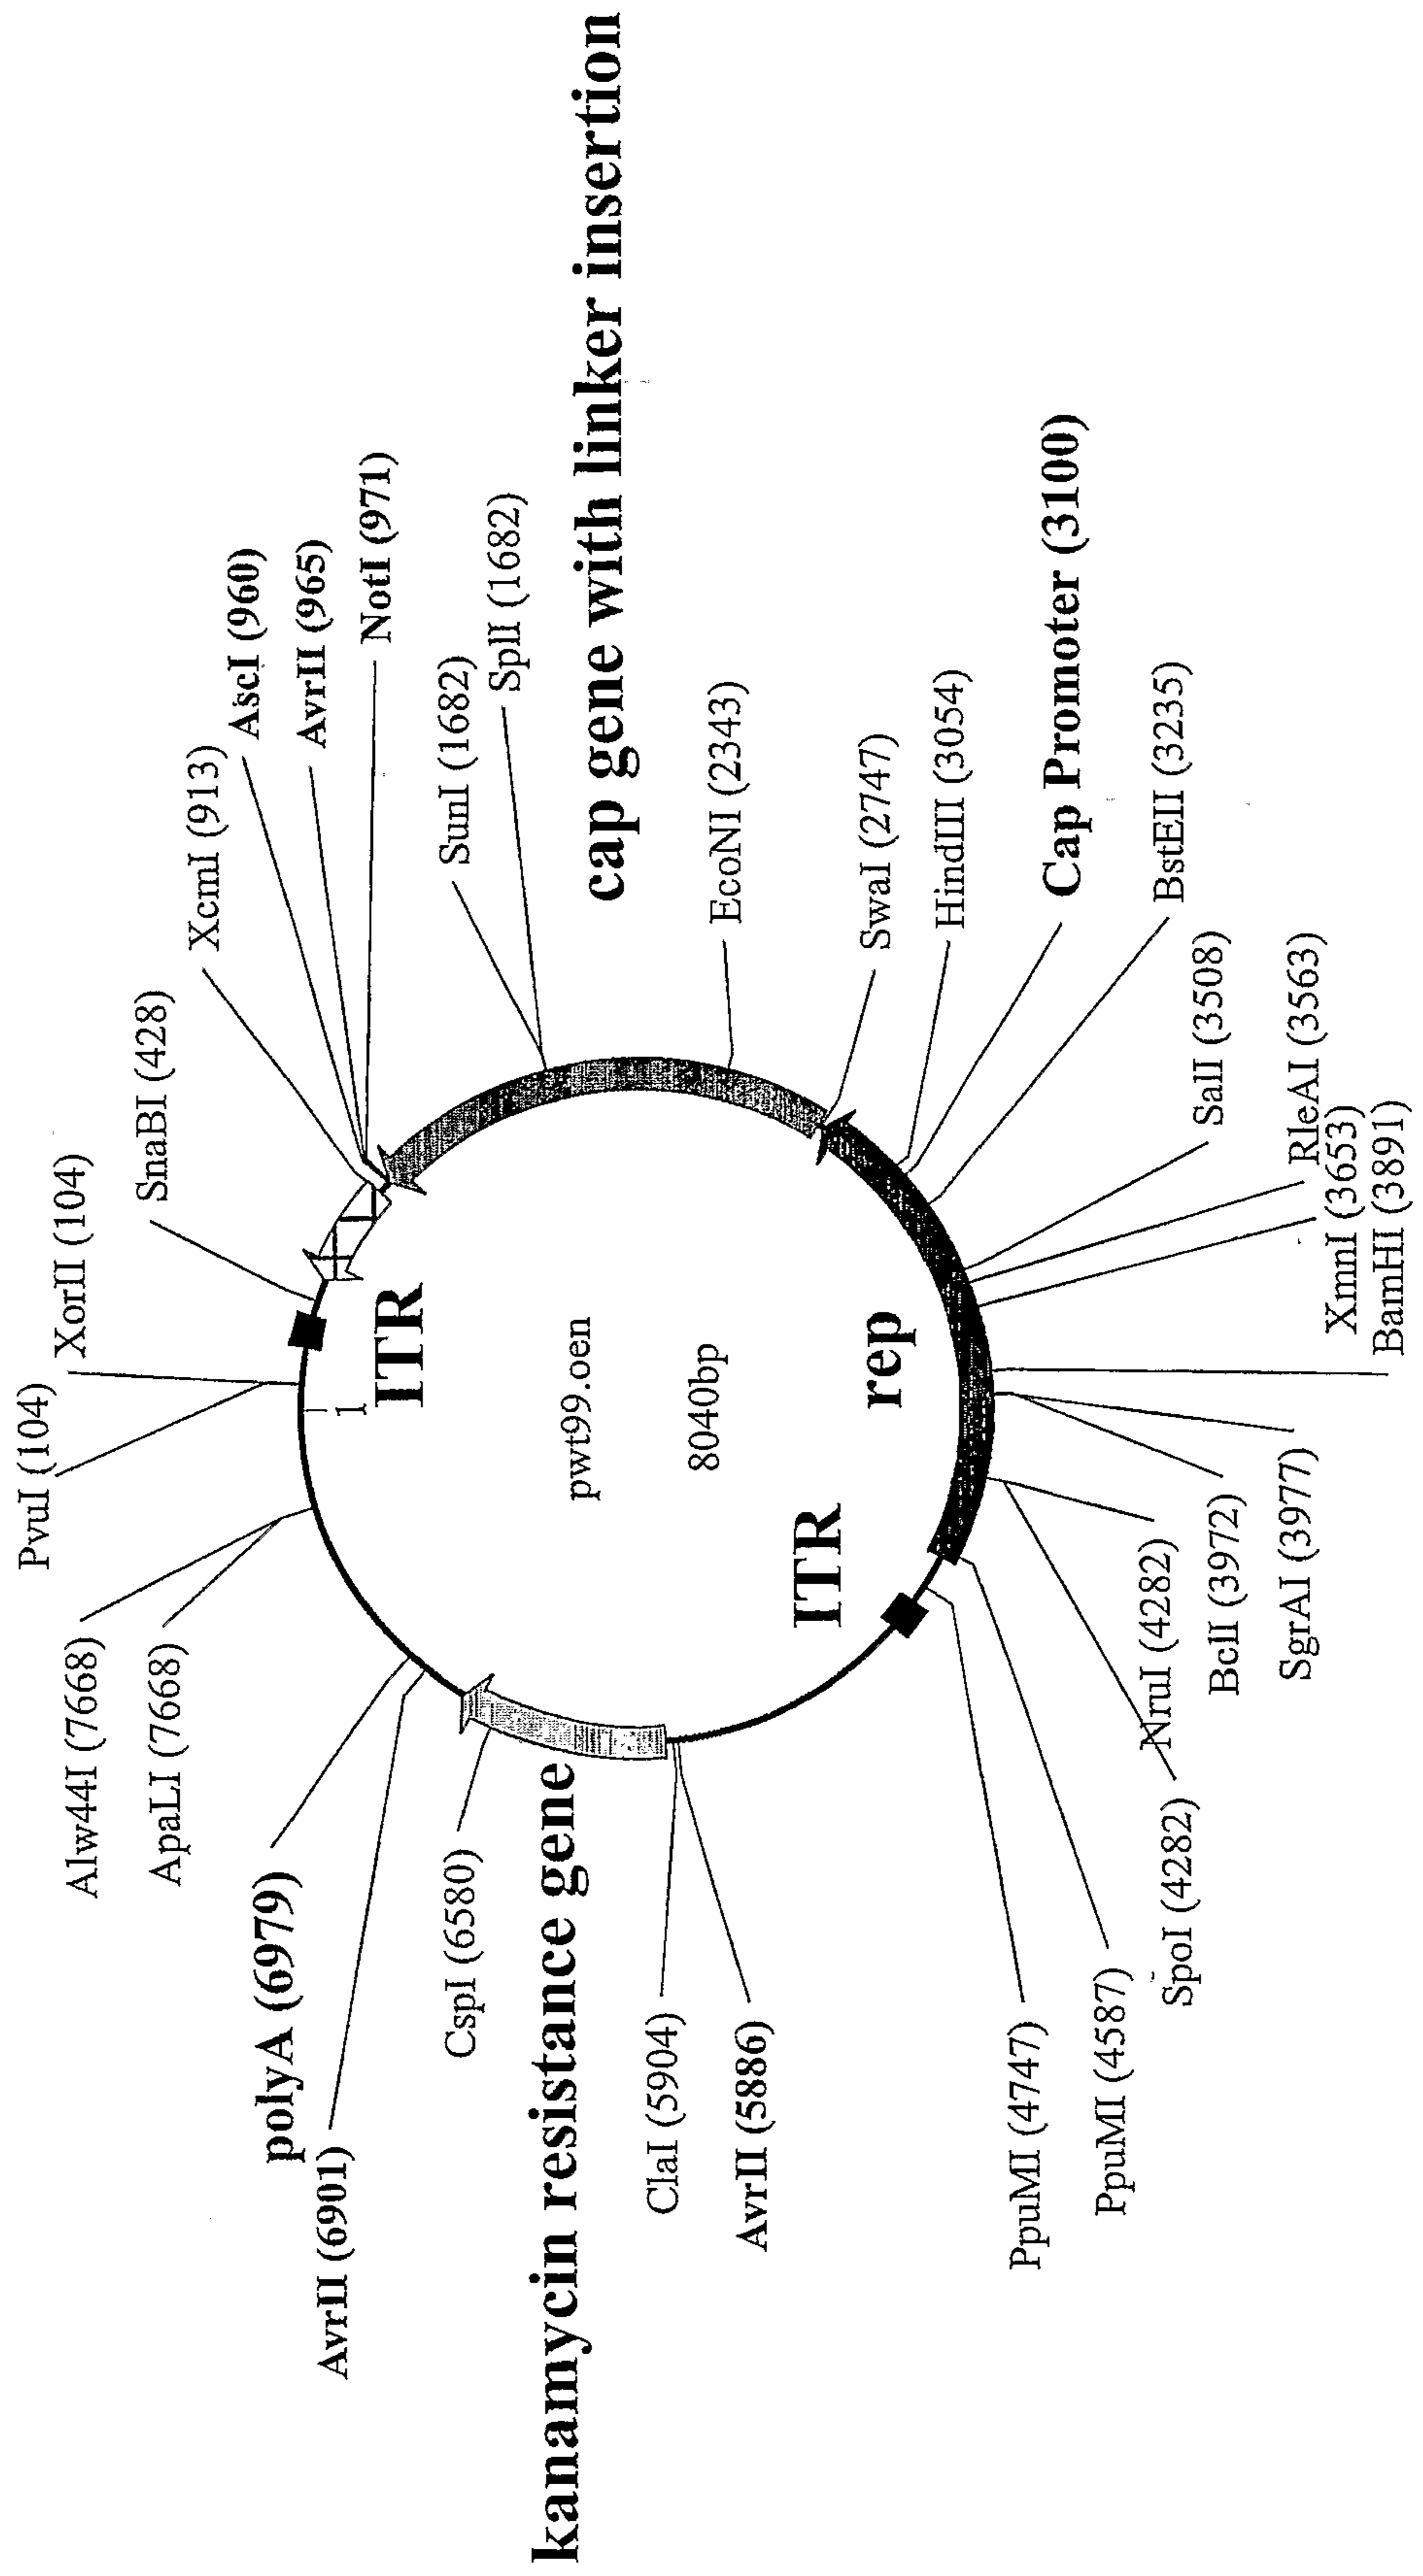 PvuI (104)
XorII (104)
SnaBI (428)
XcmI (913)
AscI (960)
AvrII (965)
NotI (971)
SunI (1682)
SplI (1682)
cap gene with linker insertion
EcoNI (2343)
SwaI (2747)
HindIII (3054)
Cap Promoter (3100)
BstEII (3235)
SalI (3508)
RleAI (3563)
XmnI (3653)
BamHI (3891)
SgrAI (3977)
BclI (3972)
NruI (4282)
SpoI (4282)
PpuMI (4587)
PpuMI (4747)
AvrII (5886)
ClaI (5904)
kanamycin resistance gene
CspI (6580)
AvrII (6901)
polyA (6979)
ApaLI (7668)
Alw44I (7668)
1
ITR
pwt99.oen
8040bp
rep
ITR